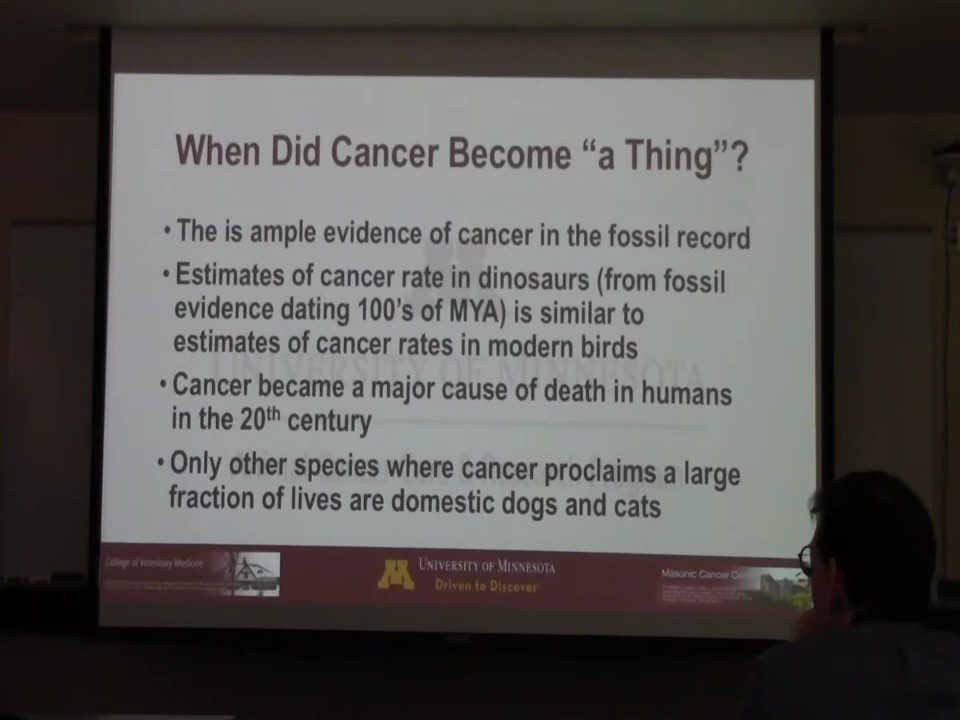 When Did Cancer Become “a Thing”?
• The is ample evidence of cancer in the fossil record
• Estimates of cancer rate in dinosaurs (from fossil
evidence dating 100’s of MYA) is similar to
estimates of cancer rates in modern birds
• Cancer became a major cause of death in humans
in the 20th century
• Only other species where cancer proclaims a large
fraction of lives are domestic dogs and cats
College of Veterinary Medicine
M
UNIVERSITY OF MINNESOTA
Driven to Discover
Masonic Cancer
UNIVERSITY OF MINNESOTA